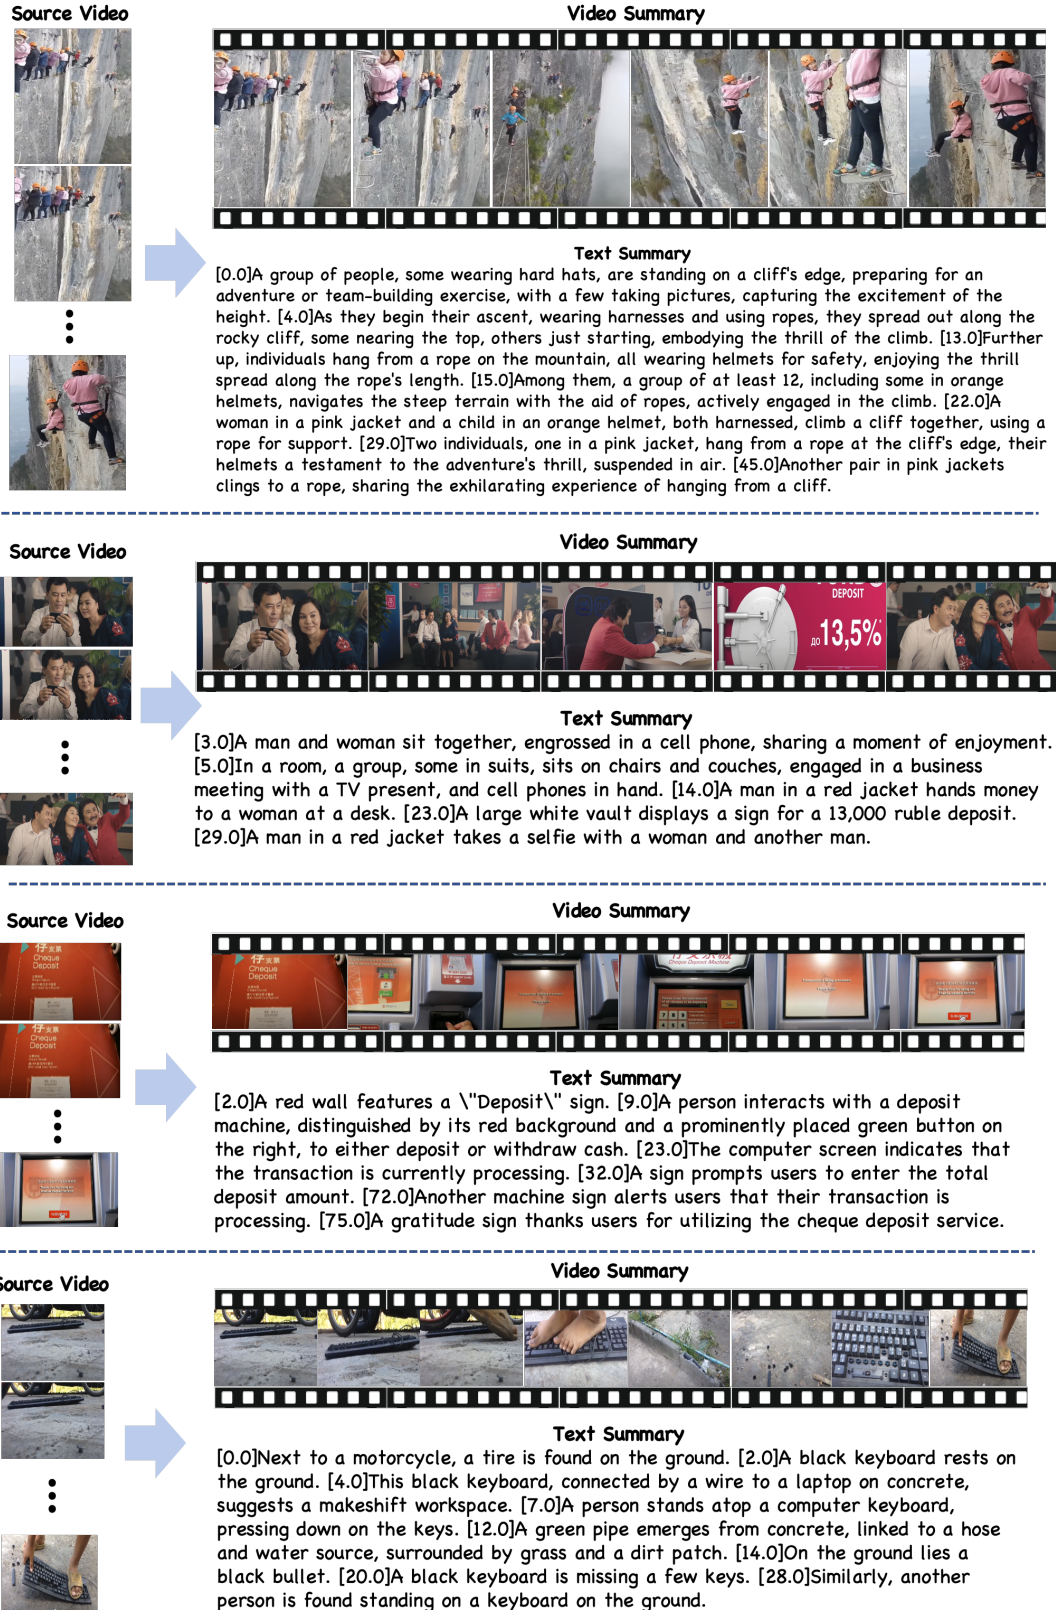 Source Video
Video Summary
Text Summary
[0.0]A group of people, some wearing hard hats, are standing on a cliff's edge, preparing for an
adventure or team-building exercise, with a few taking pictures, capturing the excitement of the
height. [4.0]As they begin their ascent, wearing harnesses and using ropes, they spread out along the
rocky cliff, some nearing the top, others just starting, embodying the thrill of the climb. [13.0]Further
up, individuals hang from a rope on the mountain, all wearing helmets for safety, enjoying the thrill
spread along the rope's length. [15.0]Among them, a group of at least 12, including some in orange
helmets, navigates the steep terrain with the aid of ropes, actively engaged in the climb. [22.0]A
woman in a pink jacket and a child in an orange helmet, both harnessed, climb a cliff together, using a
rope for support. [29.0]Two individuals, one in a pink jacket, hang from a rope at the cliff's edge, their
helmets a testament to the adventure's thrill, suspended in air. [45.0]Another pair in pink jackets
clings to a rope, sharing the exhilarating experience of hanging from a cliff.
Source Video
Video Summary
DEPOSIT
до 13,5%
Text Summary
[3.0]A man and woman sit together, engrossed in a cell phone, sharing a moment of enjoyment.
[5.0]In a room, a group, some in suits, sits on chairs and couches, engaged in a business
meeting with a TV present, and cell phones in hand. [14.0]A man in a red jacket hands money
to a woman at a desk. [23.0]A large white vault displays a sign for a 13,000 ruble deposit.
[29.0]A man in a red jacket takes a selfie with a woman and another man.
Source Video
Video Summary
仔支票
Cheque
Deposit
仔支票
Cheque
Deposit
仔支票
Cheque
Deposit
Cheque Deposit Machine
Text Summary
[2.0]A red wall features a \"Deposit\" sign. [9.0]A person interacts with a deposit
machine, distinguished by its red background and a prominently placed green button on
the right, to either deposit or withdraw cash. [23.0]The computer screen indicates that
the transaction is currently processing. [32.0]A sign prompts users to enter the total
deposit amount. [72.0]Another machine sign alerts users that their transaction is
processing. [75.0]A gratitude sign thanks users for utilizing the cheque deposit service.
Source Video
Video Summary
Text Summary
[0.0]Next to a motorcycle, a tire is found on the ground. [2.0]A black keyboard rests on
the ground. [4.0]This black keyboard, connected by a wire to a laptop on concrete,
suggests a makeshift workspace. [7.0]A person stands atop a computer keyboard,
pressing down on the keys. [12.0]A green pipe emerges from concrete, linked to a hose
and water source, surrounded by grass and a dirt patch. [14.0]On the ground lies a
black bullet. [20.0]A black keyboard is missing a few keys. [28.0]Similarly, another
person is found standing on a keyboard on the ground.